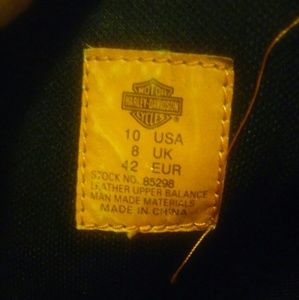 MOTOR
HARLEY-DAVIDSON
CYCLES
®
10 USA
8 UK
42 EUR
STOCK NO. 85298
LEATHER UPPER BALANCE
MAN MADE MATERIALS
MADE IN CHINA